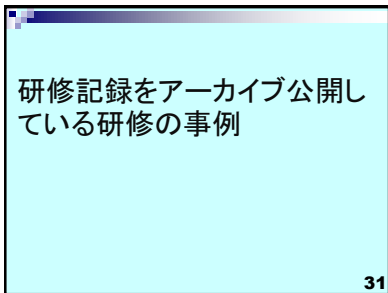 研修記録をアーカイブ公開し
ている研修の事例
31